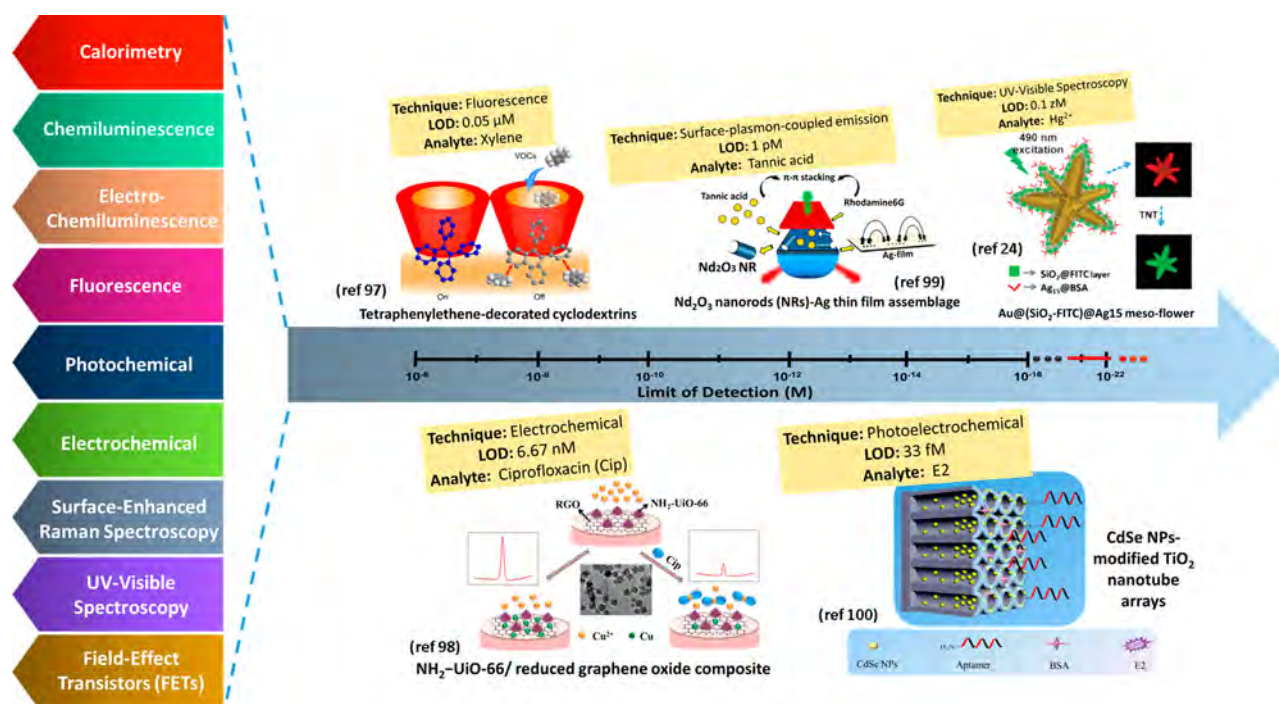 Calorimetry
Chemiluminescence
Electro-
Chemiluminescence
Fluorescence
Photochemical
Electrochemical
Surface-Enhanced
Raman Spectroscopy
UV-Visible
Spectroscopy
Field-Effect
Transistors (FETs)
Technique: Fluorescence
LOD: 0.05 µM
Analyte: Xylene
VOCs
On
Off
(ref 97)
Tetraphenylethene-decorated cyclodextrins
Technique: Surface-plasmon-coupled emission
LOD: 1 pM
Analyte: Tannic acid
π-π stacking
Tannic acid
Rhodamine6G
Nd₂O₃ NR
Ag-film
(ref 99)
Nd₂O₃ nanorods (NRs)-Ag thin film assemblage
Technique: UV-Visible Spectroscopy
LOD: 0.1 zM
Analyte: Hg²⁺
490 nm
excitation
TNT
(ref 24)
SiO₂@FITC layer
Ag₁₅@BSA
Au@(SiO₂-FITC)@Ag15 meso-flower
10⁻⁶
10⁻⁸
10⁻¹⁰
10⁻¹²
10⁻¹⁴
10⁻¹⁶
10⁻²²
Limit of Detection (M)
Technique: Electrochemical
LOD: 6.67 nM
Analyte: Ciprofloxacin (Cip)
RGO
NH₂-UiO-66
Cip
Cu²⁺
Cu
(ref 98)
NH₂−UiO-66/ reduced graphene oxide composite
Technique: Photoelectrochemical
LOD: 33 fM
Analyte: E2
CdSe NPs-
modified TiO₂
nanotube
arrays
(ref 100)
CdSe NPs
Aptamer
BSA
E2